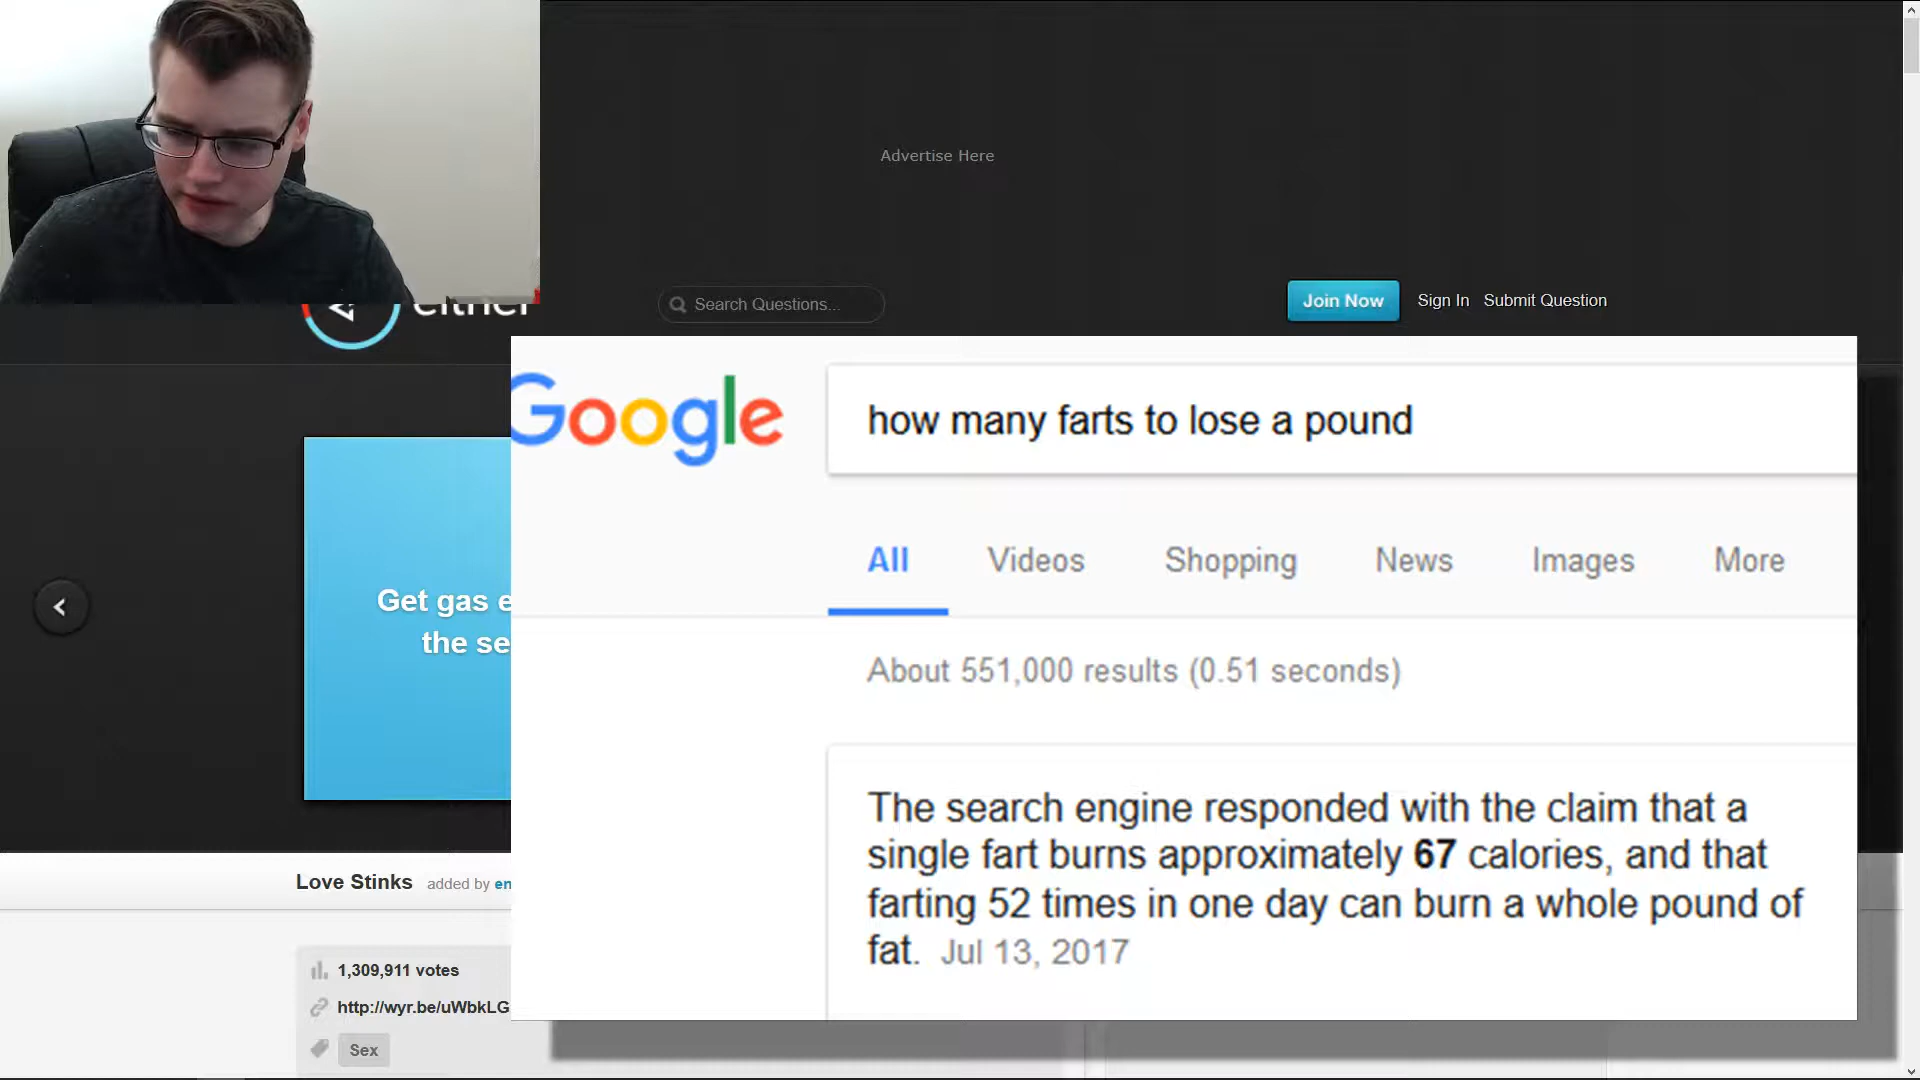 Advertise Here
either
Search Questions...
Join Now
Sign In
Submit Question
Google
how many farts to lose a pound
All
Videos
Shopping
News
Images
More
About 551,000 results (0.51 seconds)
Get gas
the se
The search engine responded with the claim that a
single fart burns approximately 67 calories, and that
farting 52 times in one day can burn a whole pound of
fat. Jul 13, 2017
Love Stinks added by en
1,309,911 votes
http://wyr.be/uWbkLG
Sex